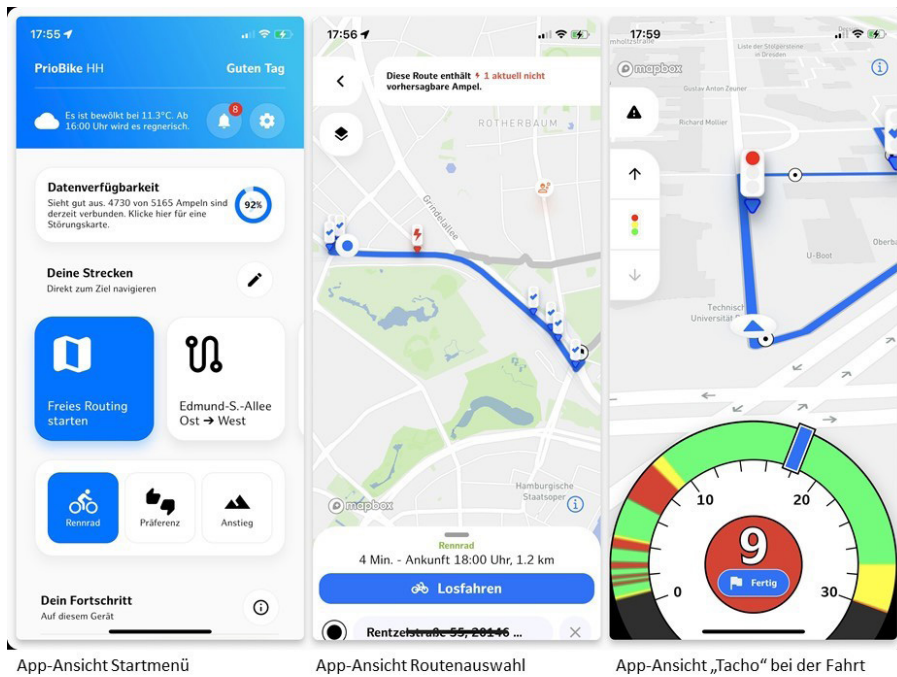 17:55
PrioBike HH
Guten Tag
Es ist bewölkt bei 11.3°C. Ab
16:00 Uhr wird es regnerisch.
8
Datenverfügbarkeit
Sieht gut aus. 4730 von 5165 Ampeln sind
derzeit verbunden. Klicke hier für eine
Störungskarte.
92%
Deine Strecken
Direkt zum Ziel navigieren
Freies Routing
starten
Edmund-S.-Allee
Ost → West
Rennrad
Präferenz
Anstieg
Dein Fortschritt
Auf diesem Gerät
App-Ansicht Startmenü
17:56
Diese Route enthält 1 aktuell nicht
vorhersagbare Ampel.
ROTHERBAUM
Grindelallee
Hamburgische
Staatsoper
mapbox
Rennrad
4 Min. - Ankunft 18:00 Uhr, 1.2 km
Losfahren
Rentzelstraße 55, 20146 ...
App-Ansicht Routenauswahl
17:59
mapbox
Liste der Stolpersteine
in Dresden
Gustav Anton Zeuner
Richard Mollier
U-Boot
Technisch
Universität
0
10
20
30
9
Fertig
App-Ansicht „Tacho“ bei der Fahrt